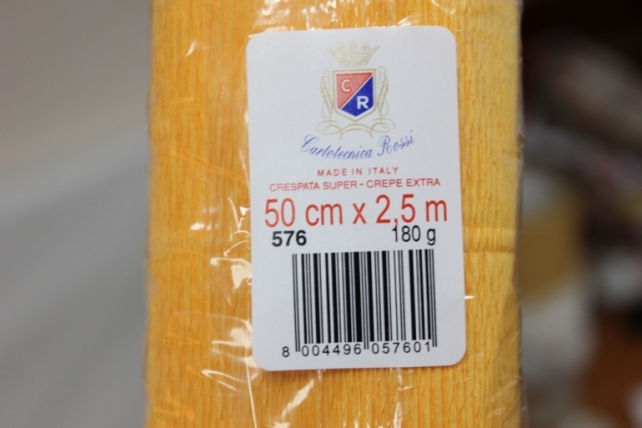 C
R
Cartotecnica Rossi
MADE IN ITALY
CRESPATA SUPER - CREPE EXTRA
50 cm x 2,5 m
576 180 g
8 004496 057601